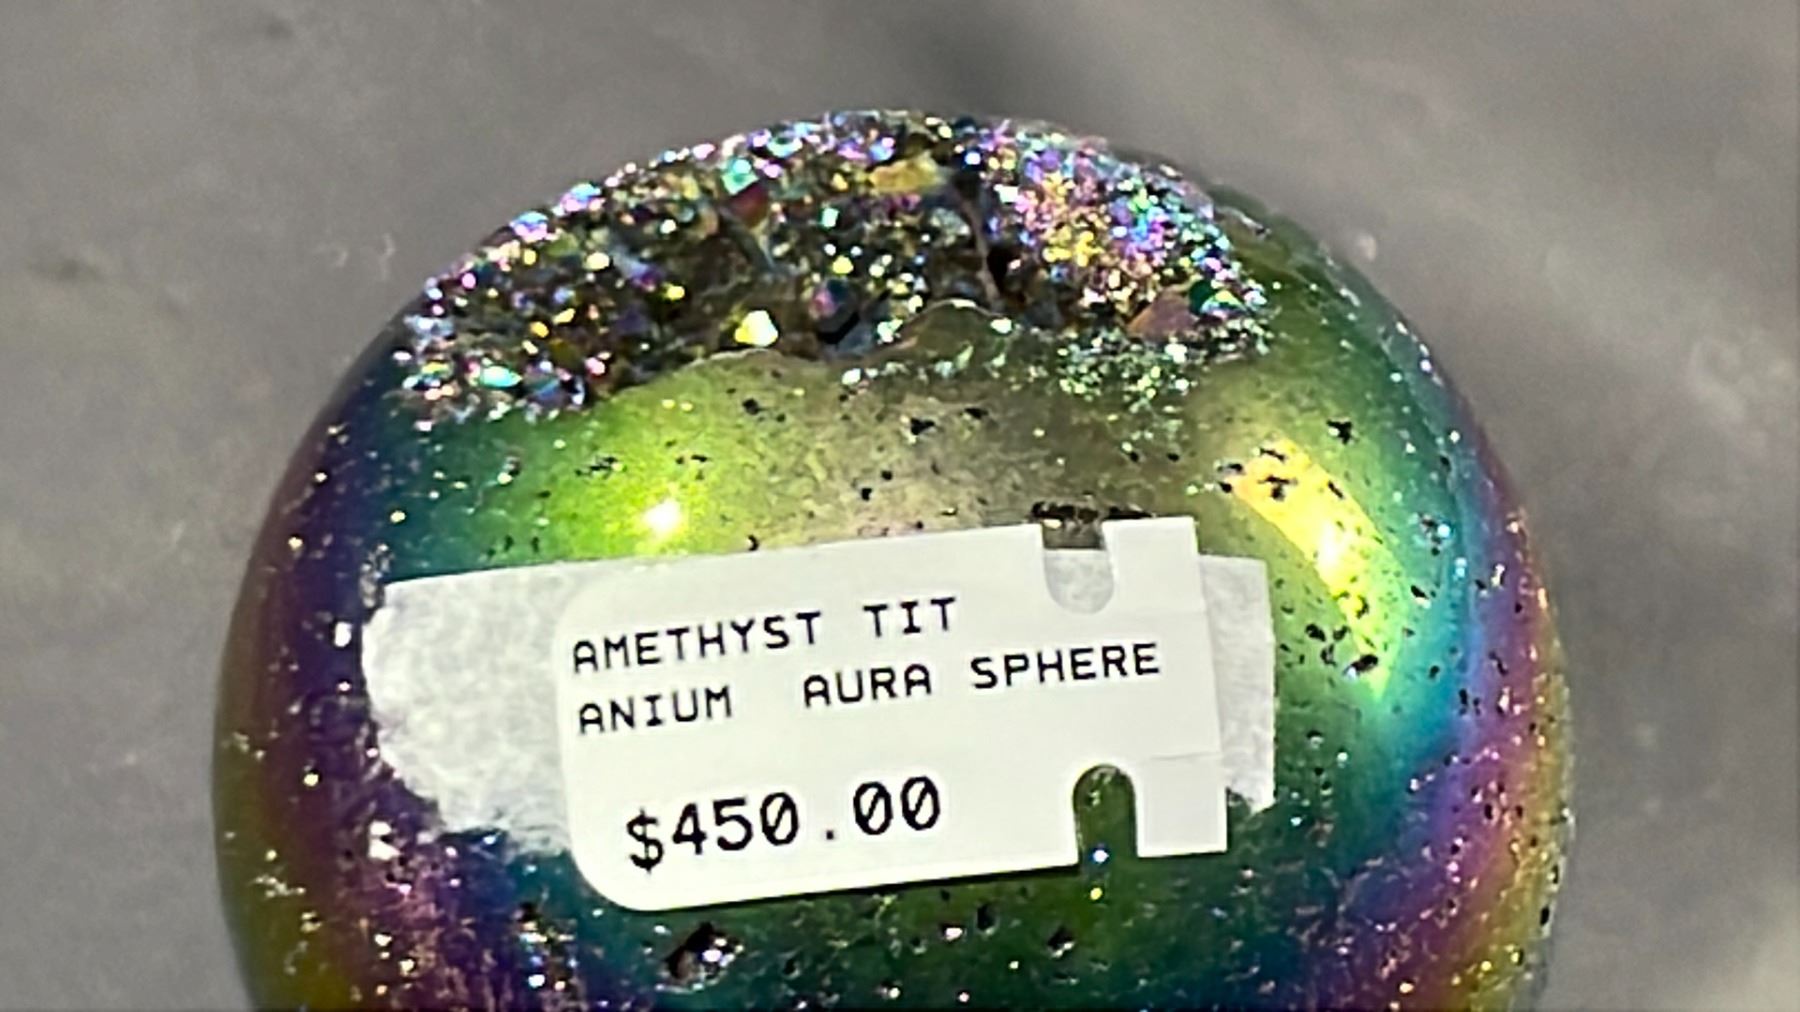 AMETHYST TIT
ANIUM AURA SPHERE
$450.00